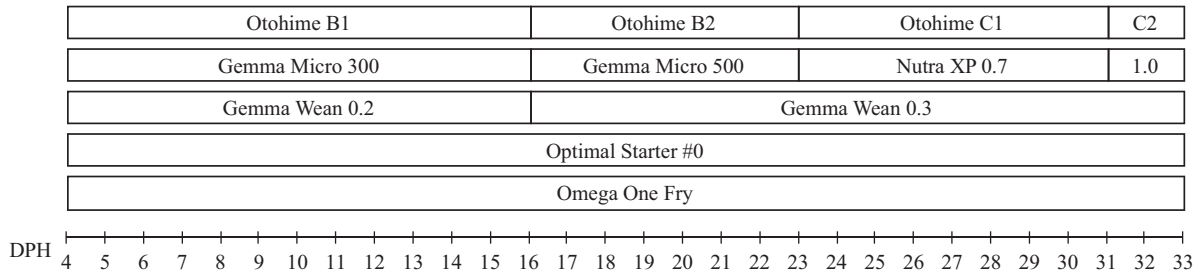 Otohime B1 Otohime B2 Otohime C1 C2
Gemma Micro 300 Gemma Micro 500 Nutra XP 0.7 1.0
Gemma Wean 0.2 Gemma Wean 0.3
Optimal Starter #0
Omega One Fry
DPH
4 5 6 7 8 9 10 11 12 13 14 15 16 17 18 19 20 21 22 23 24 25 26 27 28 29 30 31 32 33